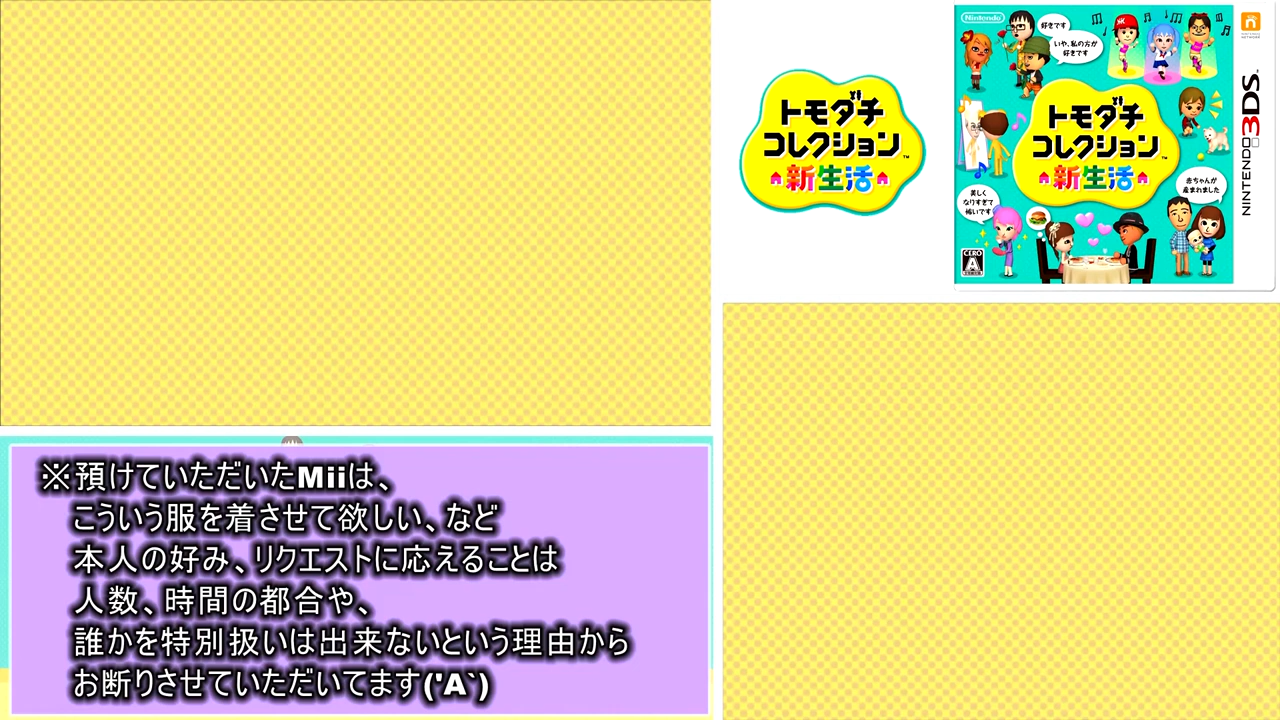 トモダチ
コレクション
新生活
Nintendo
好きです
いや、私の方が
好きです
トモダチ
コレクション
新生活
美しく
なりすぎて
怖いです
赤ちゃんが
産まれました
CERO
A
NINTENDO 3DS
※預けていただいたMiiは、
こういう服を着させて欲しい、など
本人の好み、リクエストに応えることは
人数、時間の都合や、
誰かを特別扱いは出来ないという理由から
お断りさせていただいてます('A`)